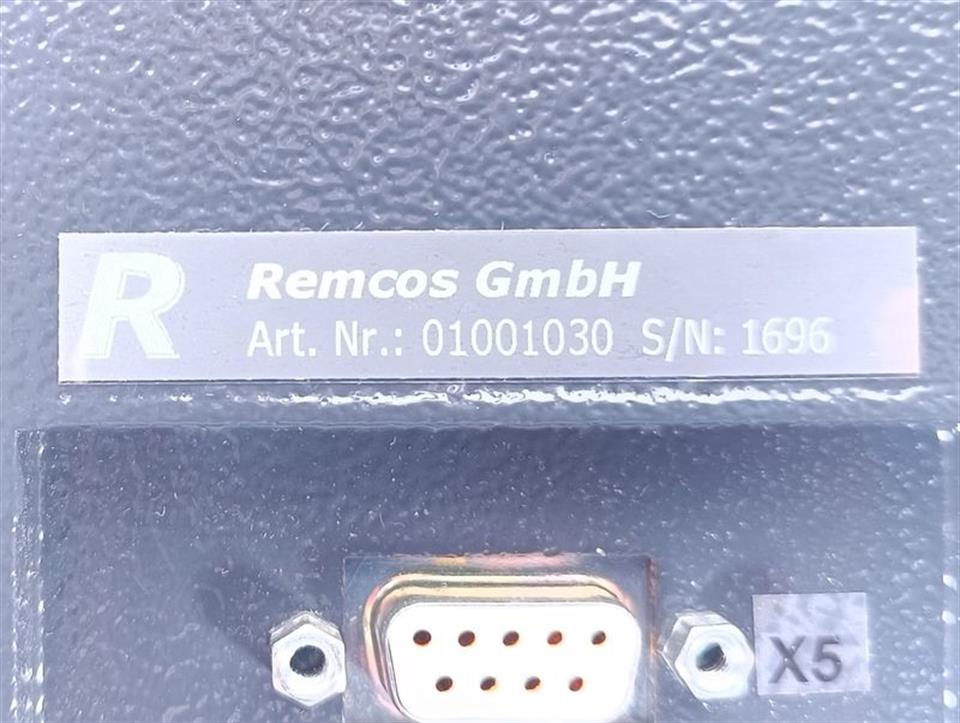 R
Remcos GmbH
Art. Nr.: 01001030 S/N: 1696
X5